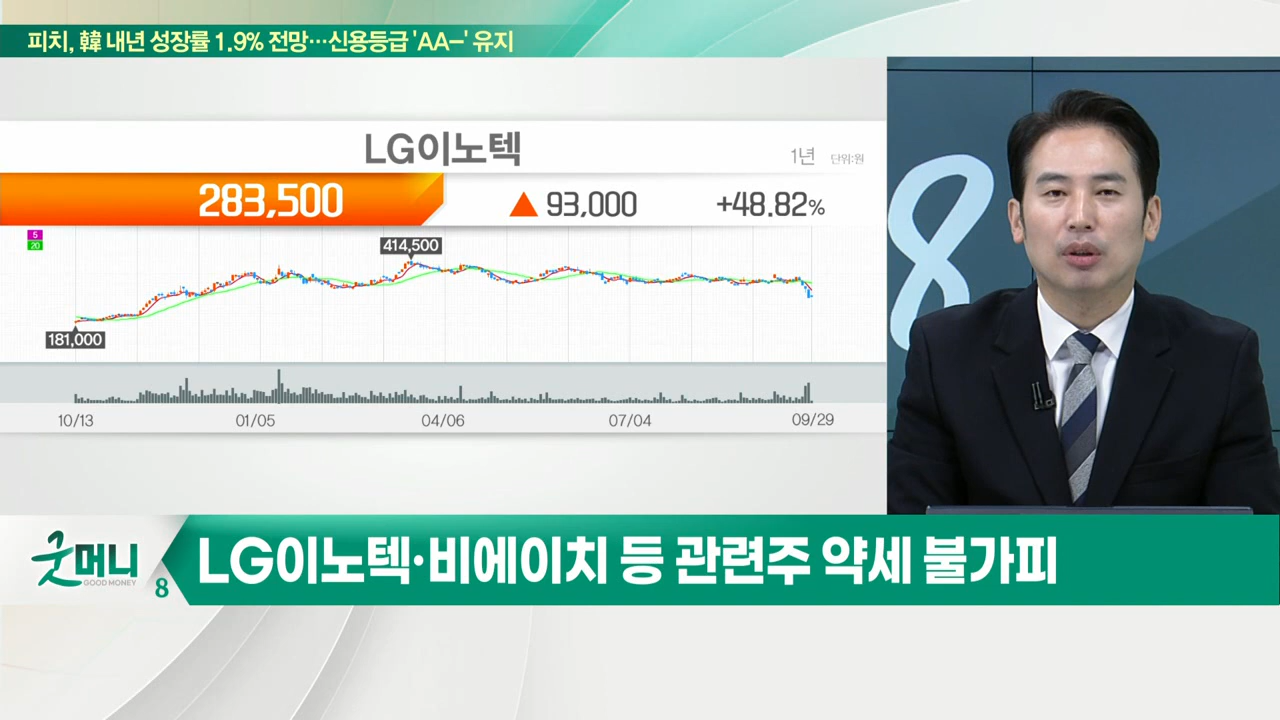 피치, 韓 내년 성장률 1.9% 전망…신용등급 'AA-' 유지
LG이노텍
1년 단위:원
283,500 ▲ 93,000 +48.82%
5
20
414,500
181,000
10/13 01/05 04/06 07/04 09/29
8
굿머니
GOOD MONEY
8
LG이노텍·비에이치 등 관련주 약세 불가피